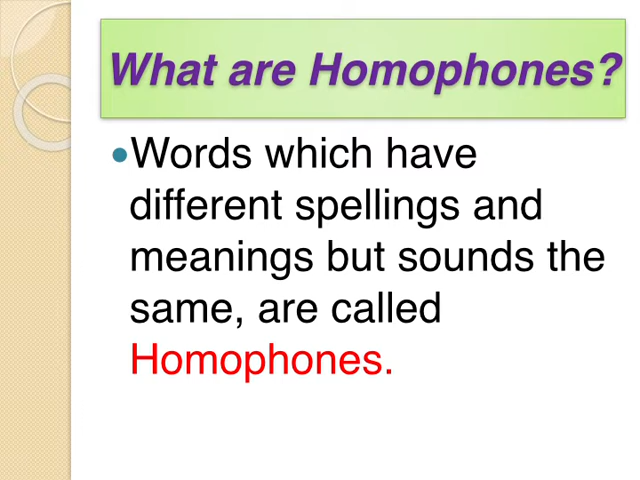 What are Homophones?
•Words which have
different spellings and
meanings but sounds the
same, are called
Homophones.